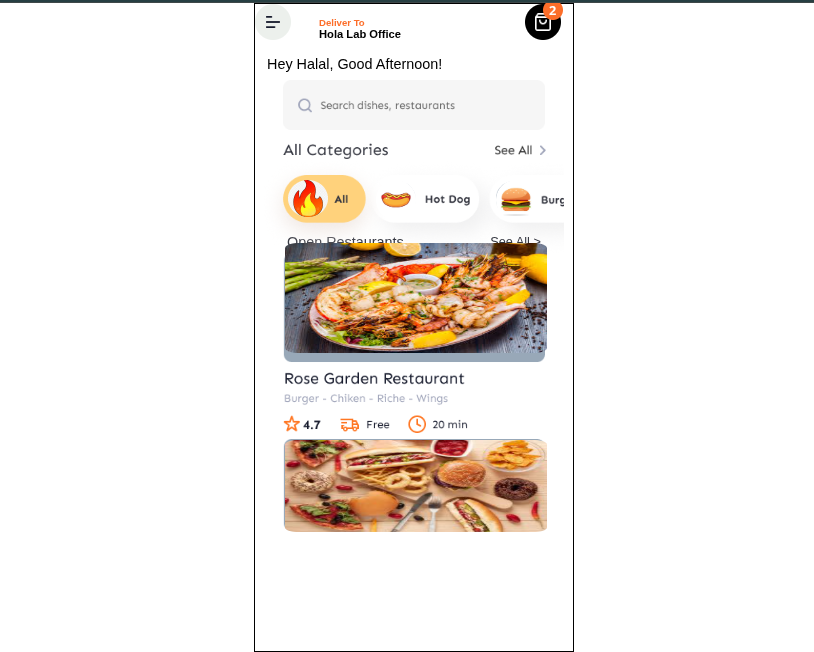 2
Deliver To
Hola Lab Office
Hey Halal, Good Afternoon!
Search dishes, restaurants
All Categories
See All >
All
Hot Dog
Burg
Open Restaurants
See All >
Rose Garden Restaurant
Burger - Chiken - Riche - Wings
4.7
Free
20 min